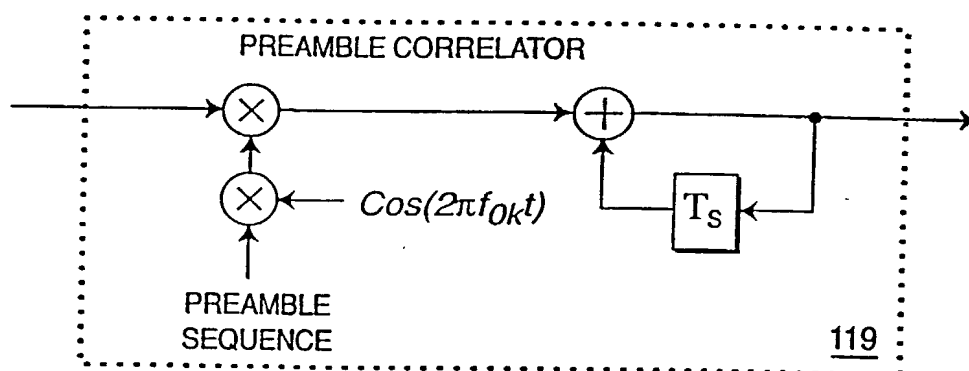 PREAMBLE CORRELATOR
Cos(2πf0kt)
TS
PREAMBLE
SEQUENCE
119